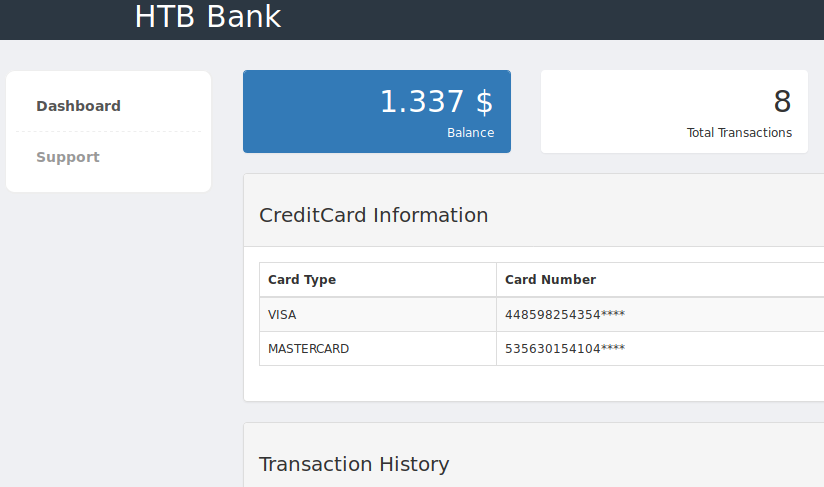 HTB Bank
Dashboard
Support
1.337 $
Balance
8
Total Transactions
CreditCard Information
Card Type Card Number
VISA 448598254354****
MASTERCARD 535630154104****
Transaction History